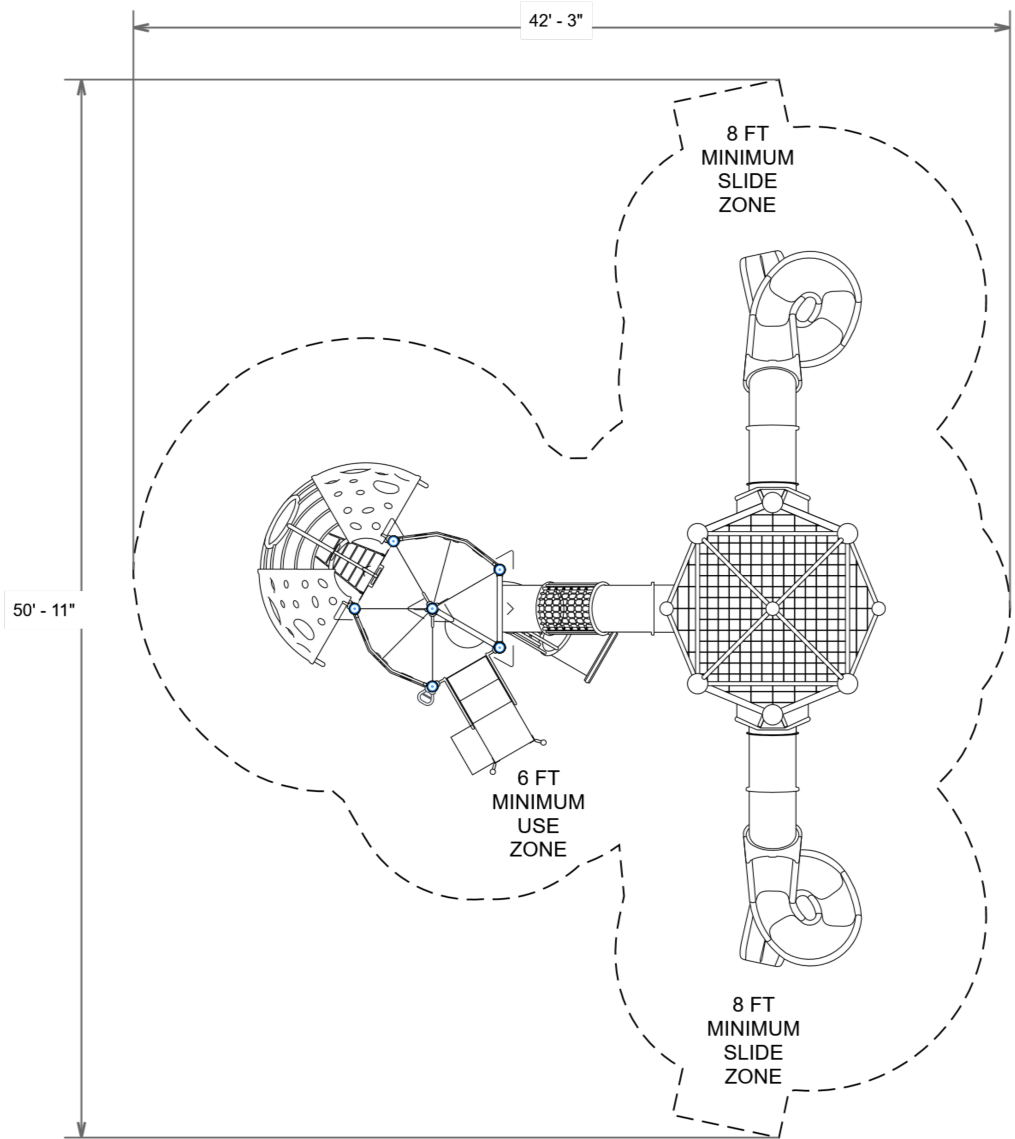 42' - 3"
8 FT
MINIMUM
SLIDE
ZONE
50' - 11"
6 FT
MINIMUM
USE
ZONE
8 FT
MINIMUM
SLIDE
ZONE